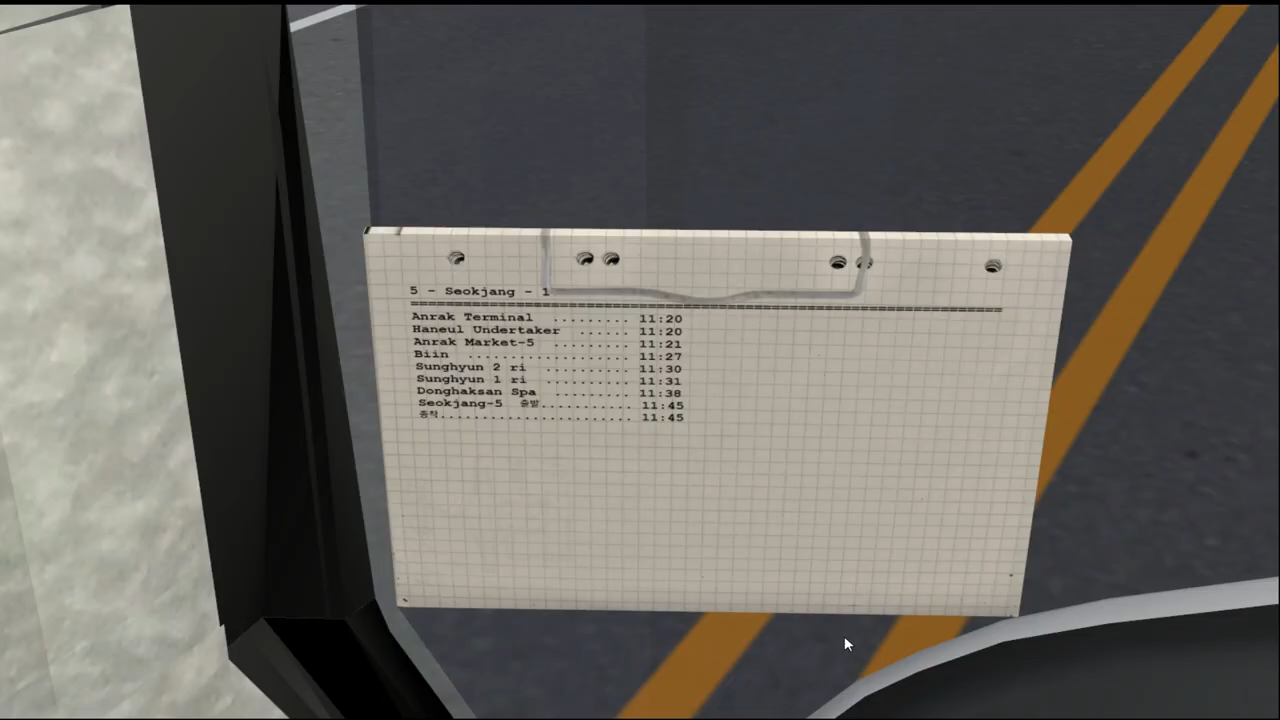 5 - Seokjang - 1
========================================================================
Anrak Terminal ......... 11:20
Haneul Undertaker ...... 11:20
Anrak Market-5 ......... 11:21
Biin .................... 11:27
Sunghyun 2 ri .......... 11:30
Sunghyun 1 ri .......... 11:31
Donghaksan Spa ......... 11:38
Seokjang-5 출발........... 11:45
종착....................... 11:45